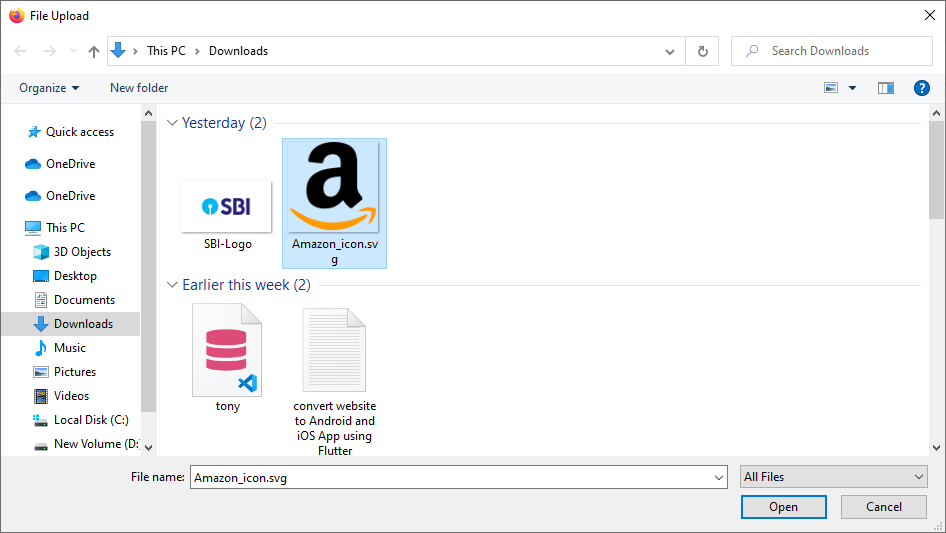 File Upload
This PC
Downloads
Search Downloads
Organize
New folder
?
Quick access
OneDrive
OneDrive
This PC
3D Objects
Desktop
Documents
Downloads
Music
Pictures
Videos
Local Disk (C:)
New Volume (D:
Yesterday (2)
SBI
SBI-Logo
a
Amazon_icon.sv
g
Earlier this week (2)
tony
convert website
to Android and
iOS App using
Flutter
File name:
Amazon_icon.svg
All Files
Open
Cancel